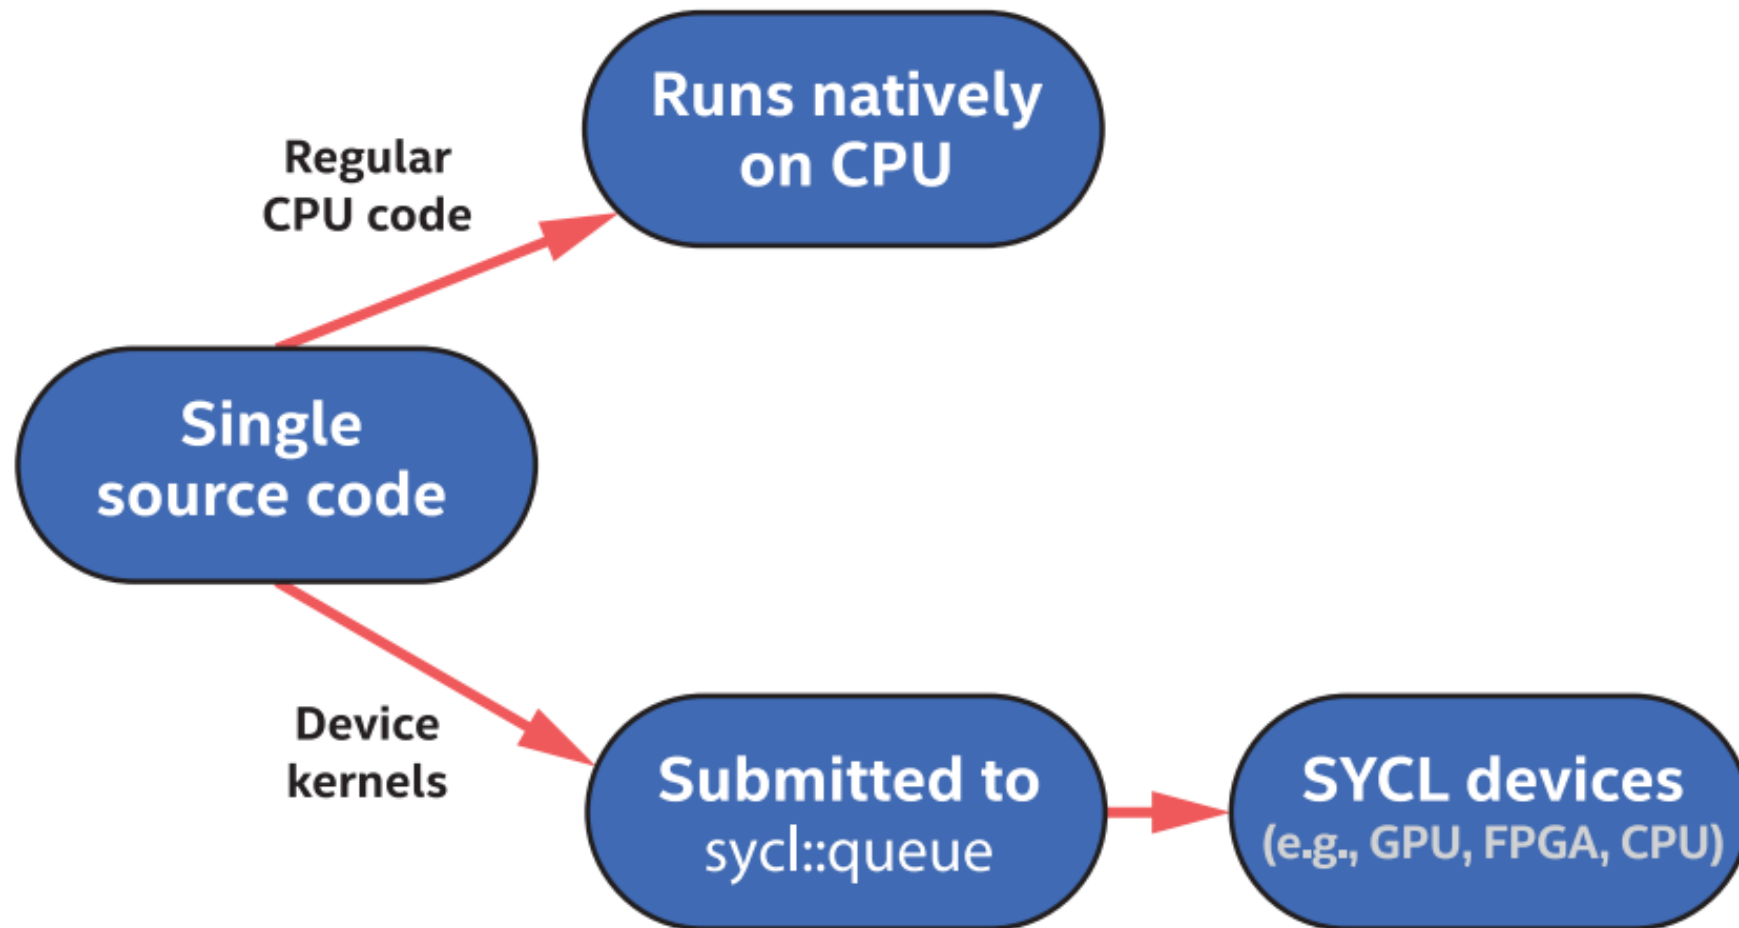 Runs natively
on CPU
Regular
CPU code
Single
source code
Device
kernels
Submitted to
sycl::queue
SYCL devices
(e.g., GPU, FPGA, CPU)